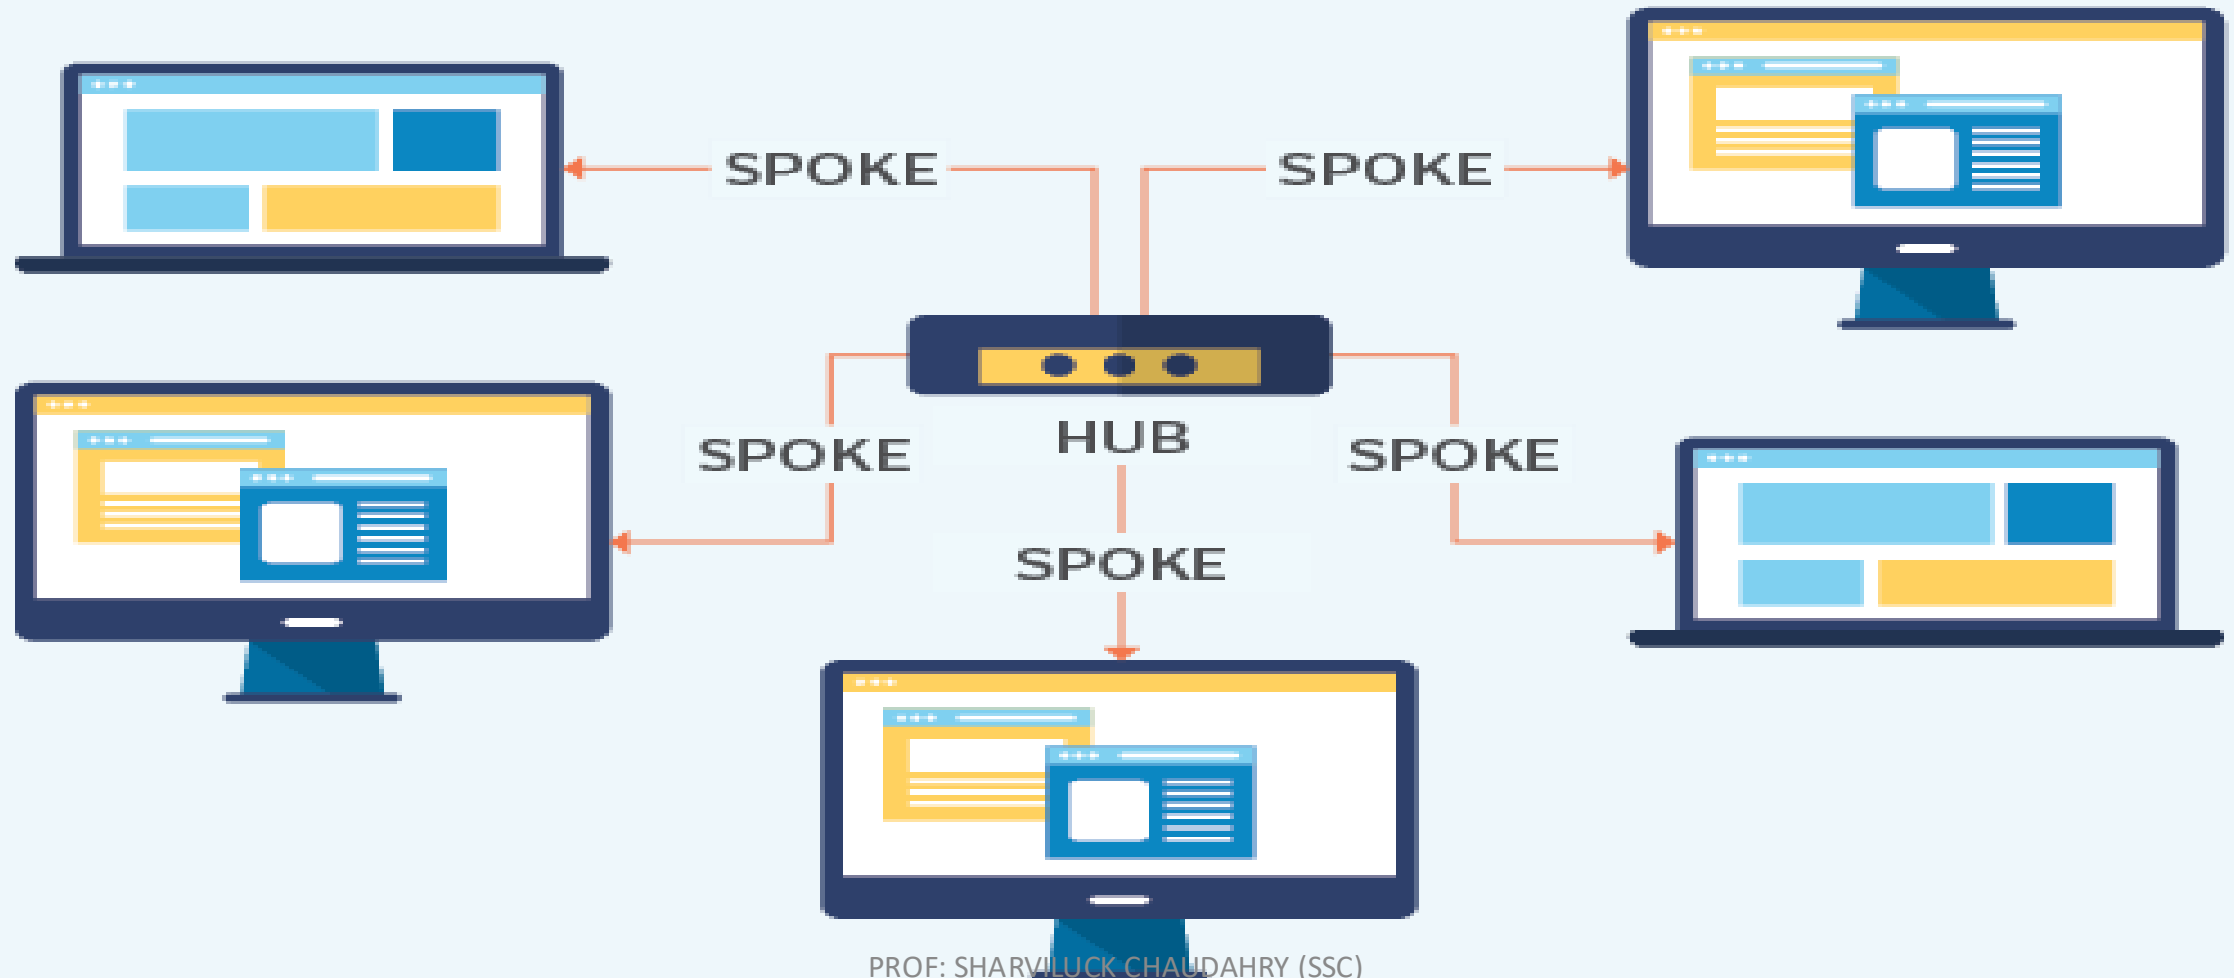 SPOKE
SPOKE
SPOKE
HUB
SPOKE
SPOKE
PROF: SHARVILUCK CHAUDAHRY (SSC)